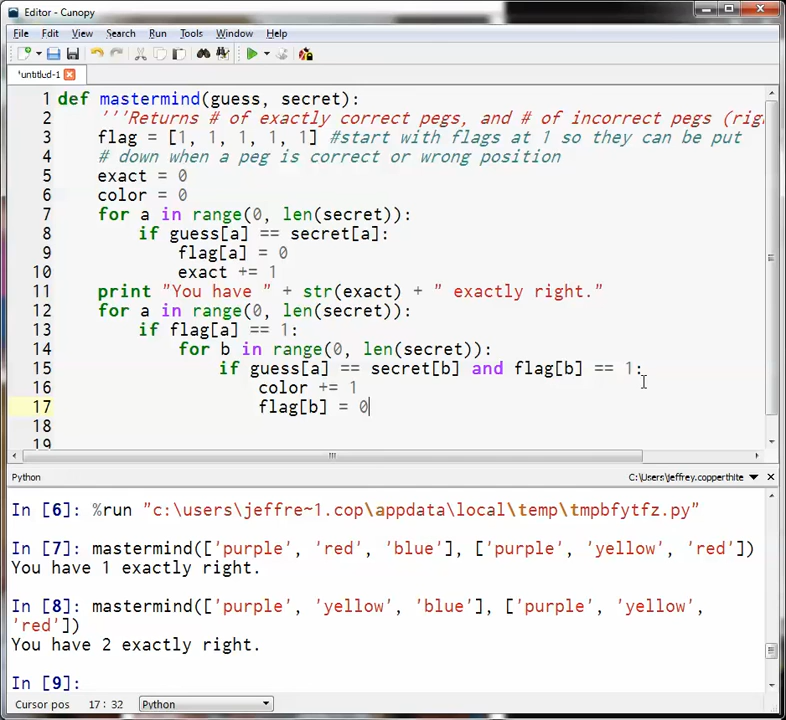 Editor - Canopy
File Edit View Search Run Tools Window Help
*untitled-1
1 def mastermind(guess, secret):
2     '''Returns # of exactly correct pegs, and # of incorrect pegs (righ
3     flag = [1, 1, 1, 1, 1] #start with flags at 1 so they can be put
4     # down when a peg is correct or wrong position
5     exact = 0
6     color = 0
7     for a in range(0, len(secret)):
8         if guess[a] == secret[a]:
9             flag[a] = 0
10             exact += 1
11     print "You have " + str(exact) + " exactly right."
12     for a in range(0, len(secret)):
13         if flag[a] == 1:
14             for b in range(0, len(secret)):
15                 if guess[a] == secret[b] and flag[b] == 1:
16                     color += 1
17                     flag[b] = 0
18
19
Python C:\Users\jeffrey.copperthite
In [6]: %run "c:\users\jeffre~1.cop\appdata\local\temp\tmpbfytfz.py"
In [7]: mastermind(['purple', 'red', 'blue'], ['purple', 'yellow', 'red'])
You have 1 exactly right.
In [8]: mastermind(['purple', 'yellow', 'blue'], ['purple', 'yellow',
'red'])
You have 2 exactly right.
In [9]:
Cursor pos 17 : 32 Python